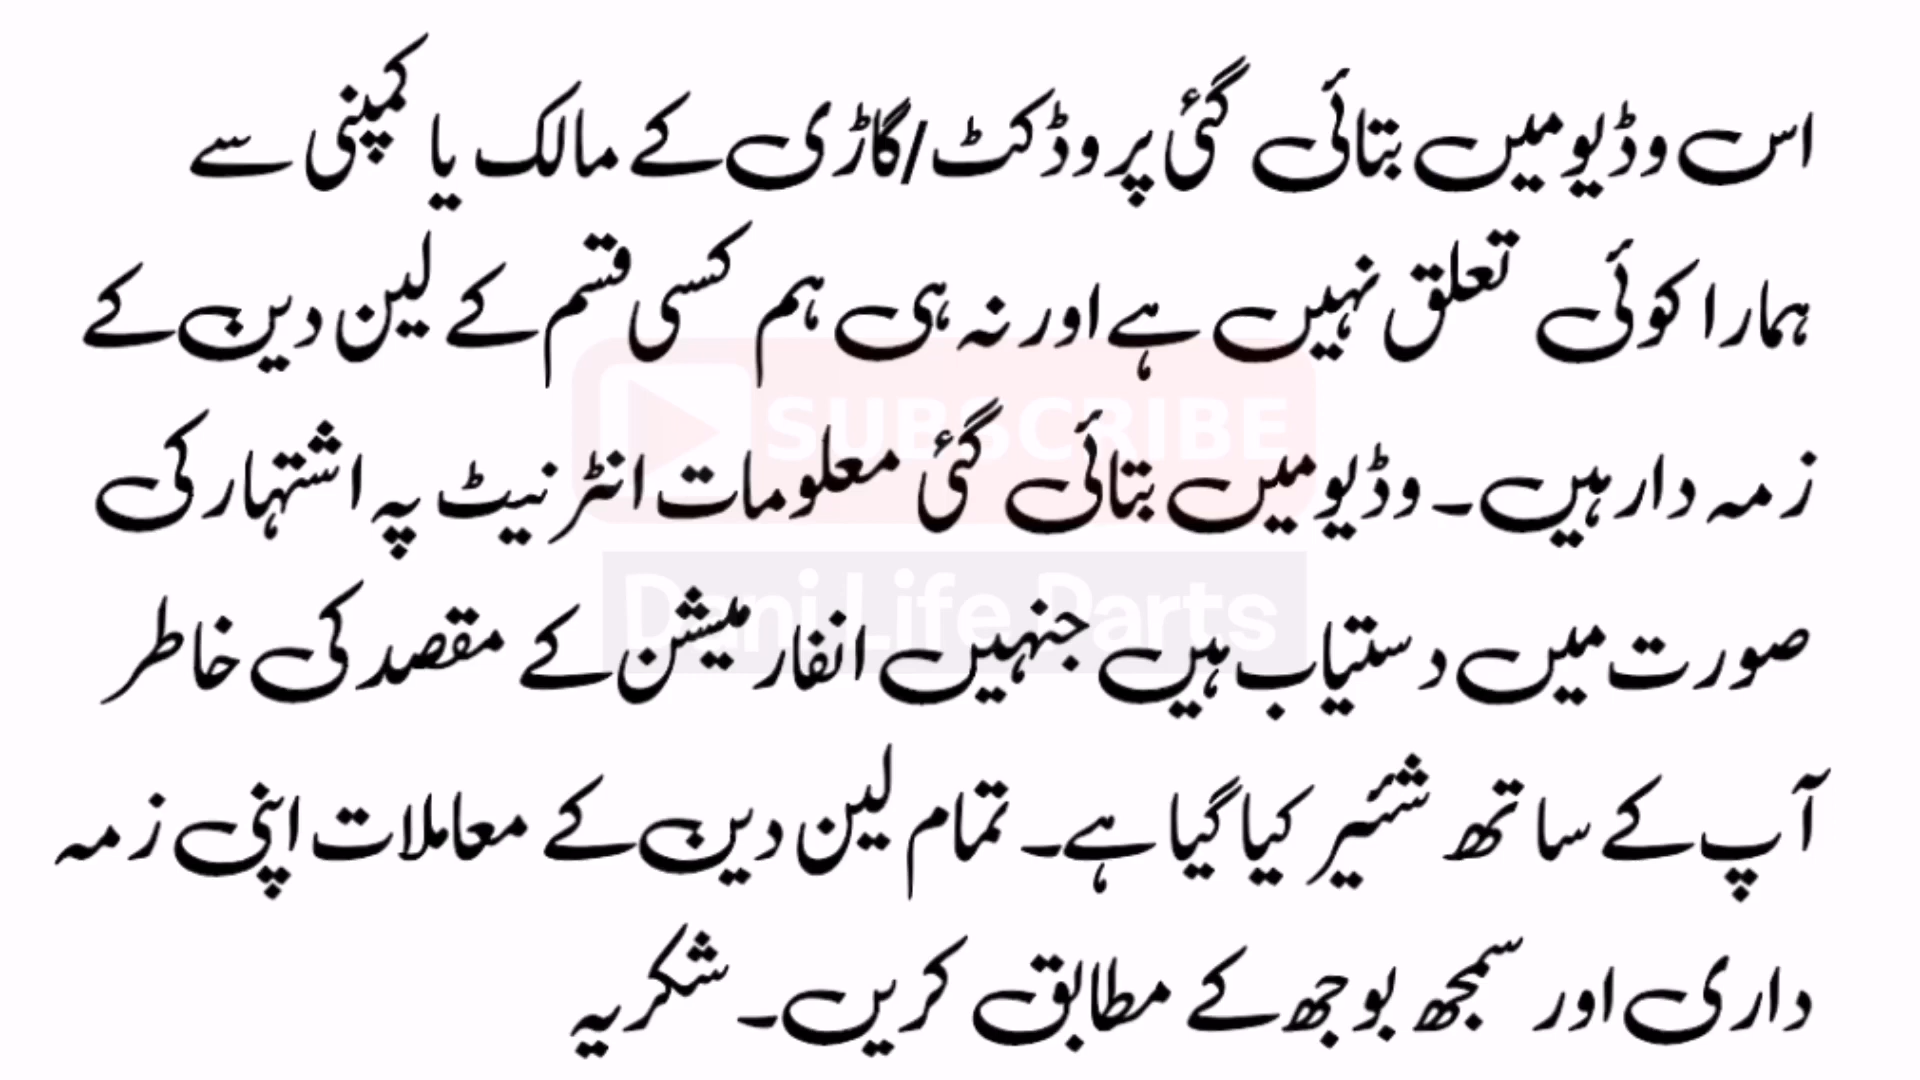 اس وڈیو میں بتائی گئی پروڈکٹ/گاڑی کے مالک یا کمپنی سے
ہمارا کوئی تعلق نہیں ہے اور نہ ہی ہم کسی قسم کے لین دین کے
زمہ دار ہیں۔ وڈیو میں بتائی گئی معلومات انٹرنیٹ پہ اشتہار کی
صورت میں دستیاب ہیں جنہیں انفارمیشن کے مقصد کی خاطر
آپ کے ساتھ شئیر کیا گیا ہے۔ تمام لین دین کے معاملات اپنی زمہ
داری اور سمجھ بوجھ کے مطابق کریں۔ شکریہ
SUBSCRIBE
Dani Life Parts